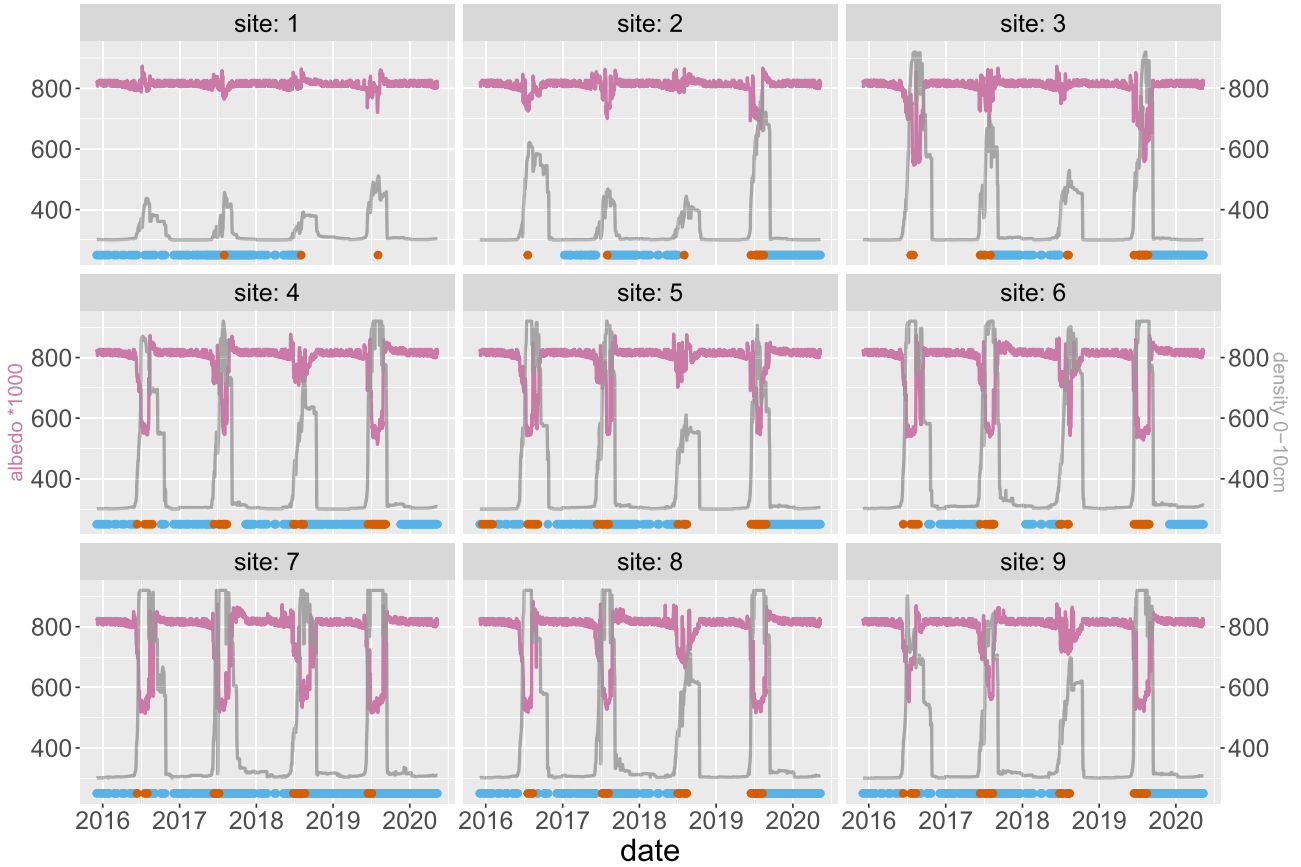 site: 1
site: 2
site: 3
800
600
400
800
600
400
site: 4
site: 5
site: 6
albedo *1000
800
600
400
800
600
400
density 0−10cm
site: 7
site: 8
site: 9
800
600
400
800
600
400
2016 2017 2018 2019 2020
2016 2017 2018 2019 2020
2016 2017 2018 2019 2020
date